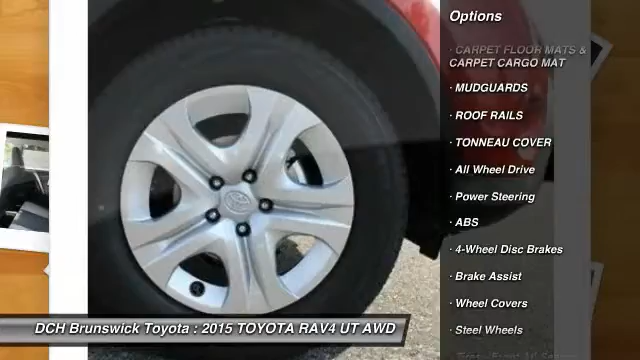 Options
· CARPET FLOOR MATS &
CARPET CARGO MAT
· MUDGUARDS
· ROOF RAILS
· TONNEAU COVER
· All Wheel Drive
· Power Steering
· ABS
· 4-Wheel Disc Brakes
· Brake Assist
· Wheel Covers
· Steel Wheels
DCH Brunswick Toyota : 2015 TOYOTA RAV4 UT AWD